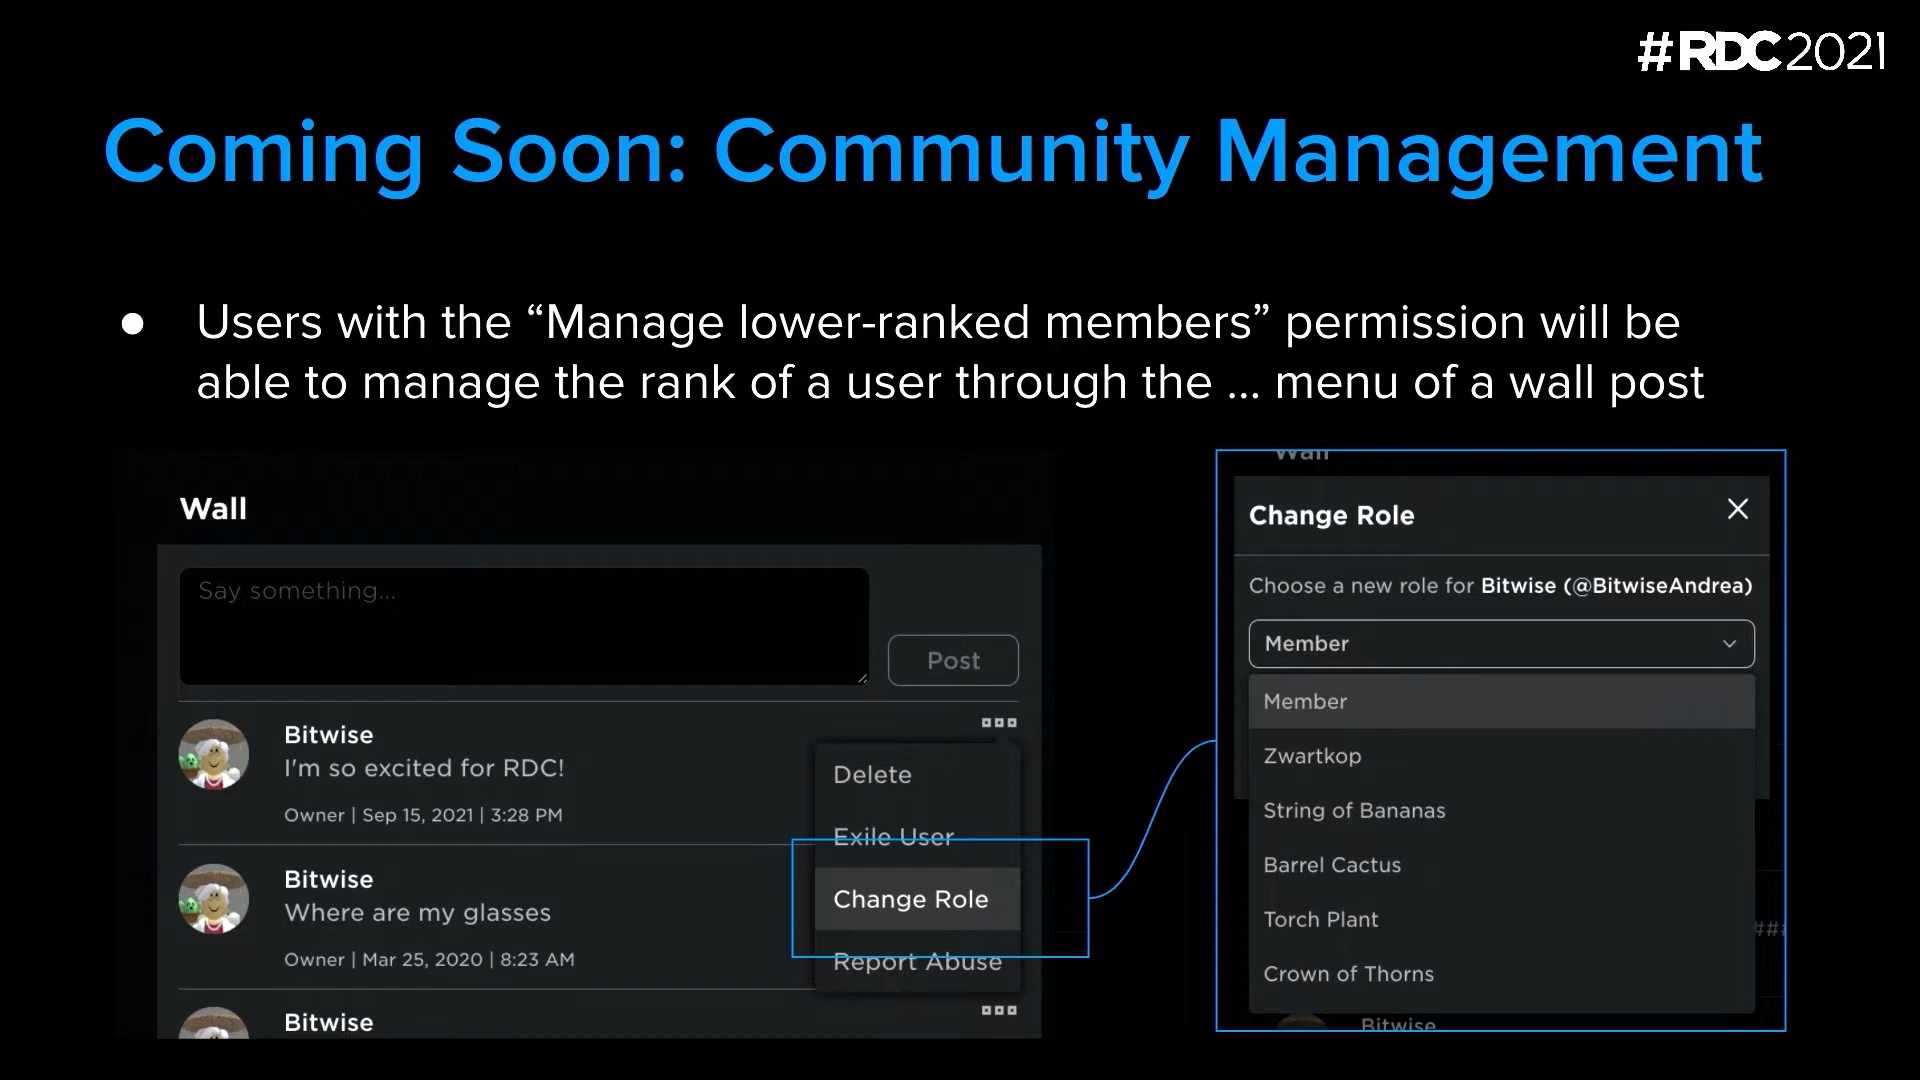 #RDC2021
Coming Soon: Community Management
● Users with the “Manage lower-ranked members” permission will be
able to manage the rank of a user through the ... menu of a wall post
Wall
Say something...
Post
Bitwise
I'm so excited for RDC!
Owner | Sep 15, 2021 | 3:28 PM
Bitwise
Where are my glasses
Owner | Mar 25, 2020 | 8:23 AM
Bitwise
Delete
Exile User
Change Role
Report Abuse
Wall
Change Role
Choose a new role for Bitwise (@BitwiseAndrea)
Member
Member
Zwartkop
String of Bananas
Barrel Cactus
Torch Plant
Crown of Thorns
###
Bitwise